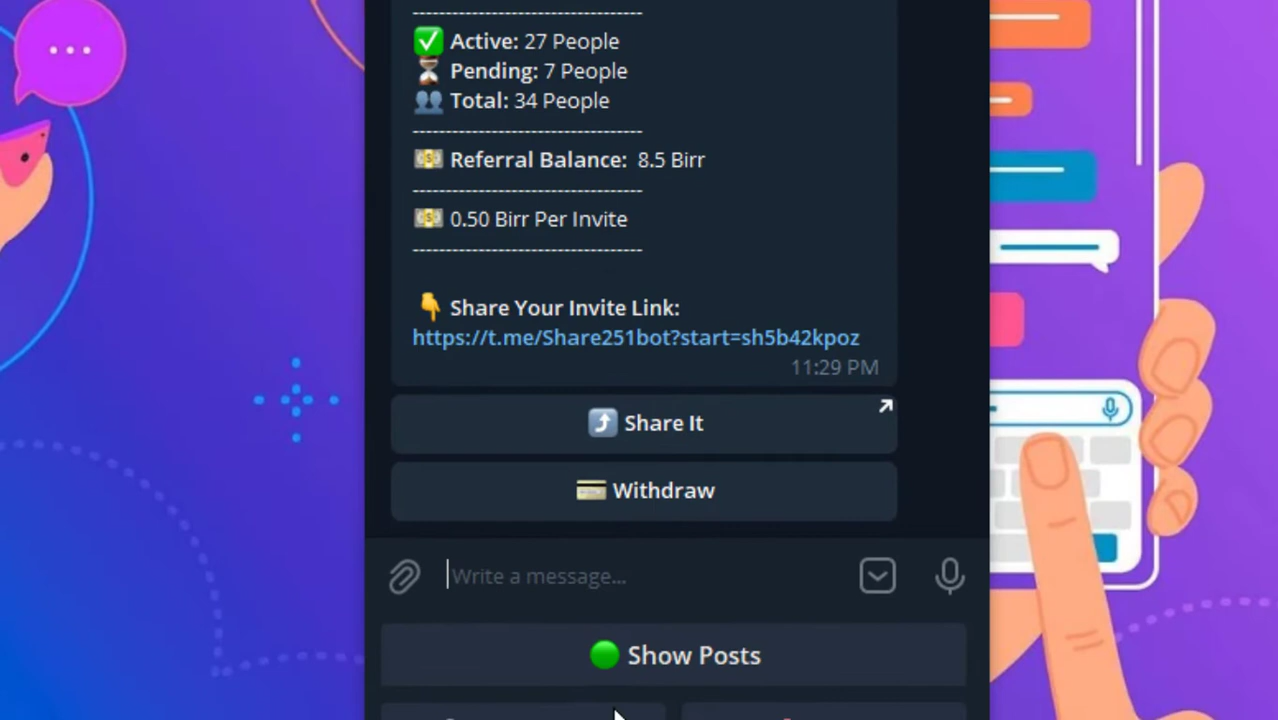 ----------------------------------
✅ Active: 27 People
⏳ Pending: 7 People
👥 Total: 34 People
----------------------------------
💵 Referral Balance: 8.5 Birr
----------------------------------
💵 0.50 Birr Per Invite
----------------------------------
👇 Share Your Invite Link:
https://t.me/Share251bot?start=sh5b42kpoz
11:29 PM
⤴️ Share It
💳 Withdraw
Write a message...
🟢 Show Posts